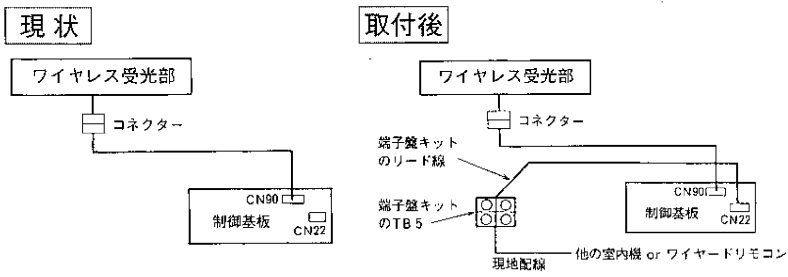 現状
ワイヤレス受光部
コネクター
CN90
制御基板
CN22
取付後
ワイヤレス受光部
コネクター
端子盤キット
のリード線
CN90
制御基板
CN22
端子盤キット
のTB5
他の室内機 or ワイヤードリモコン
現地配線